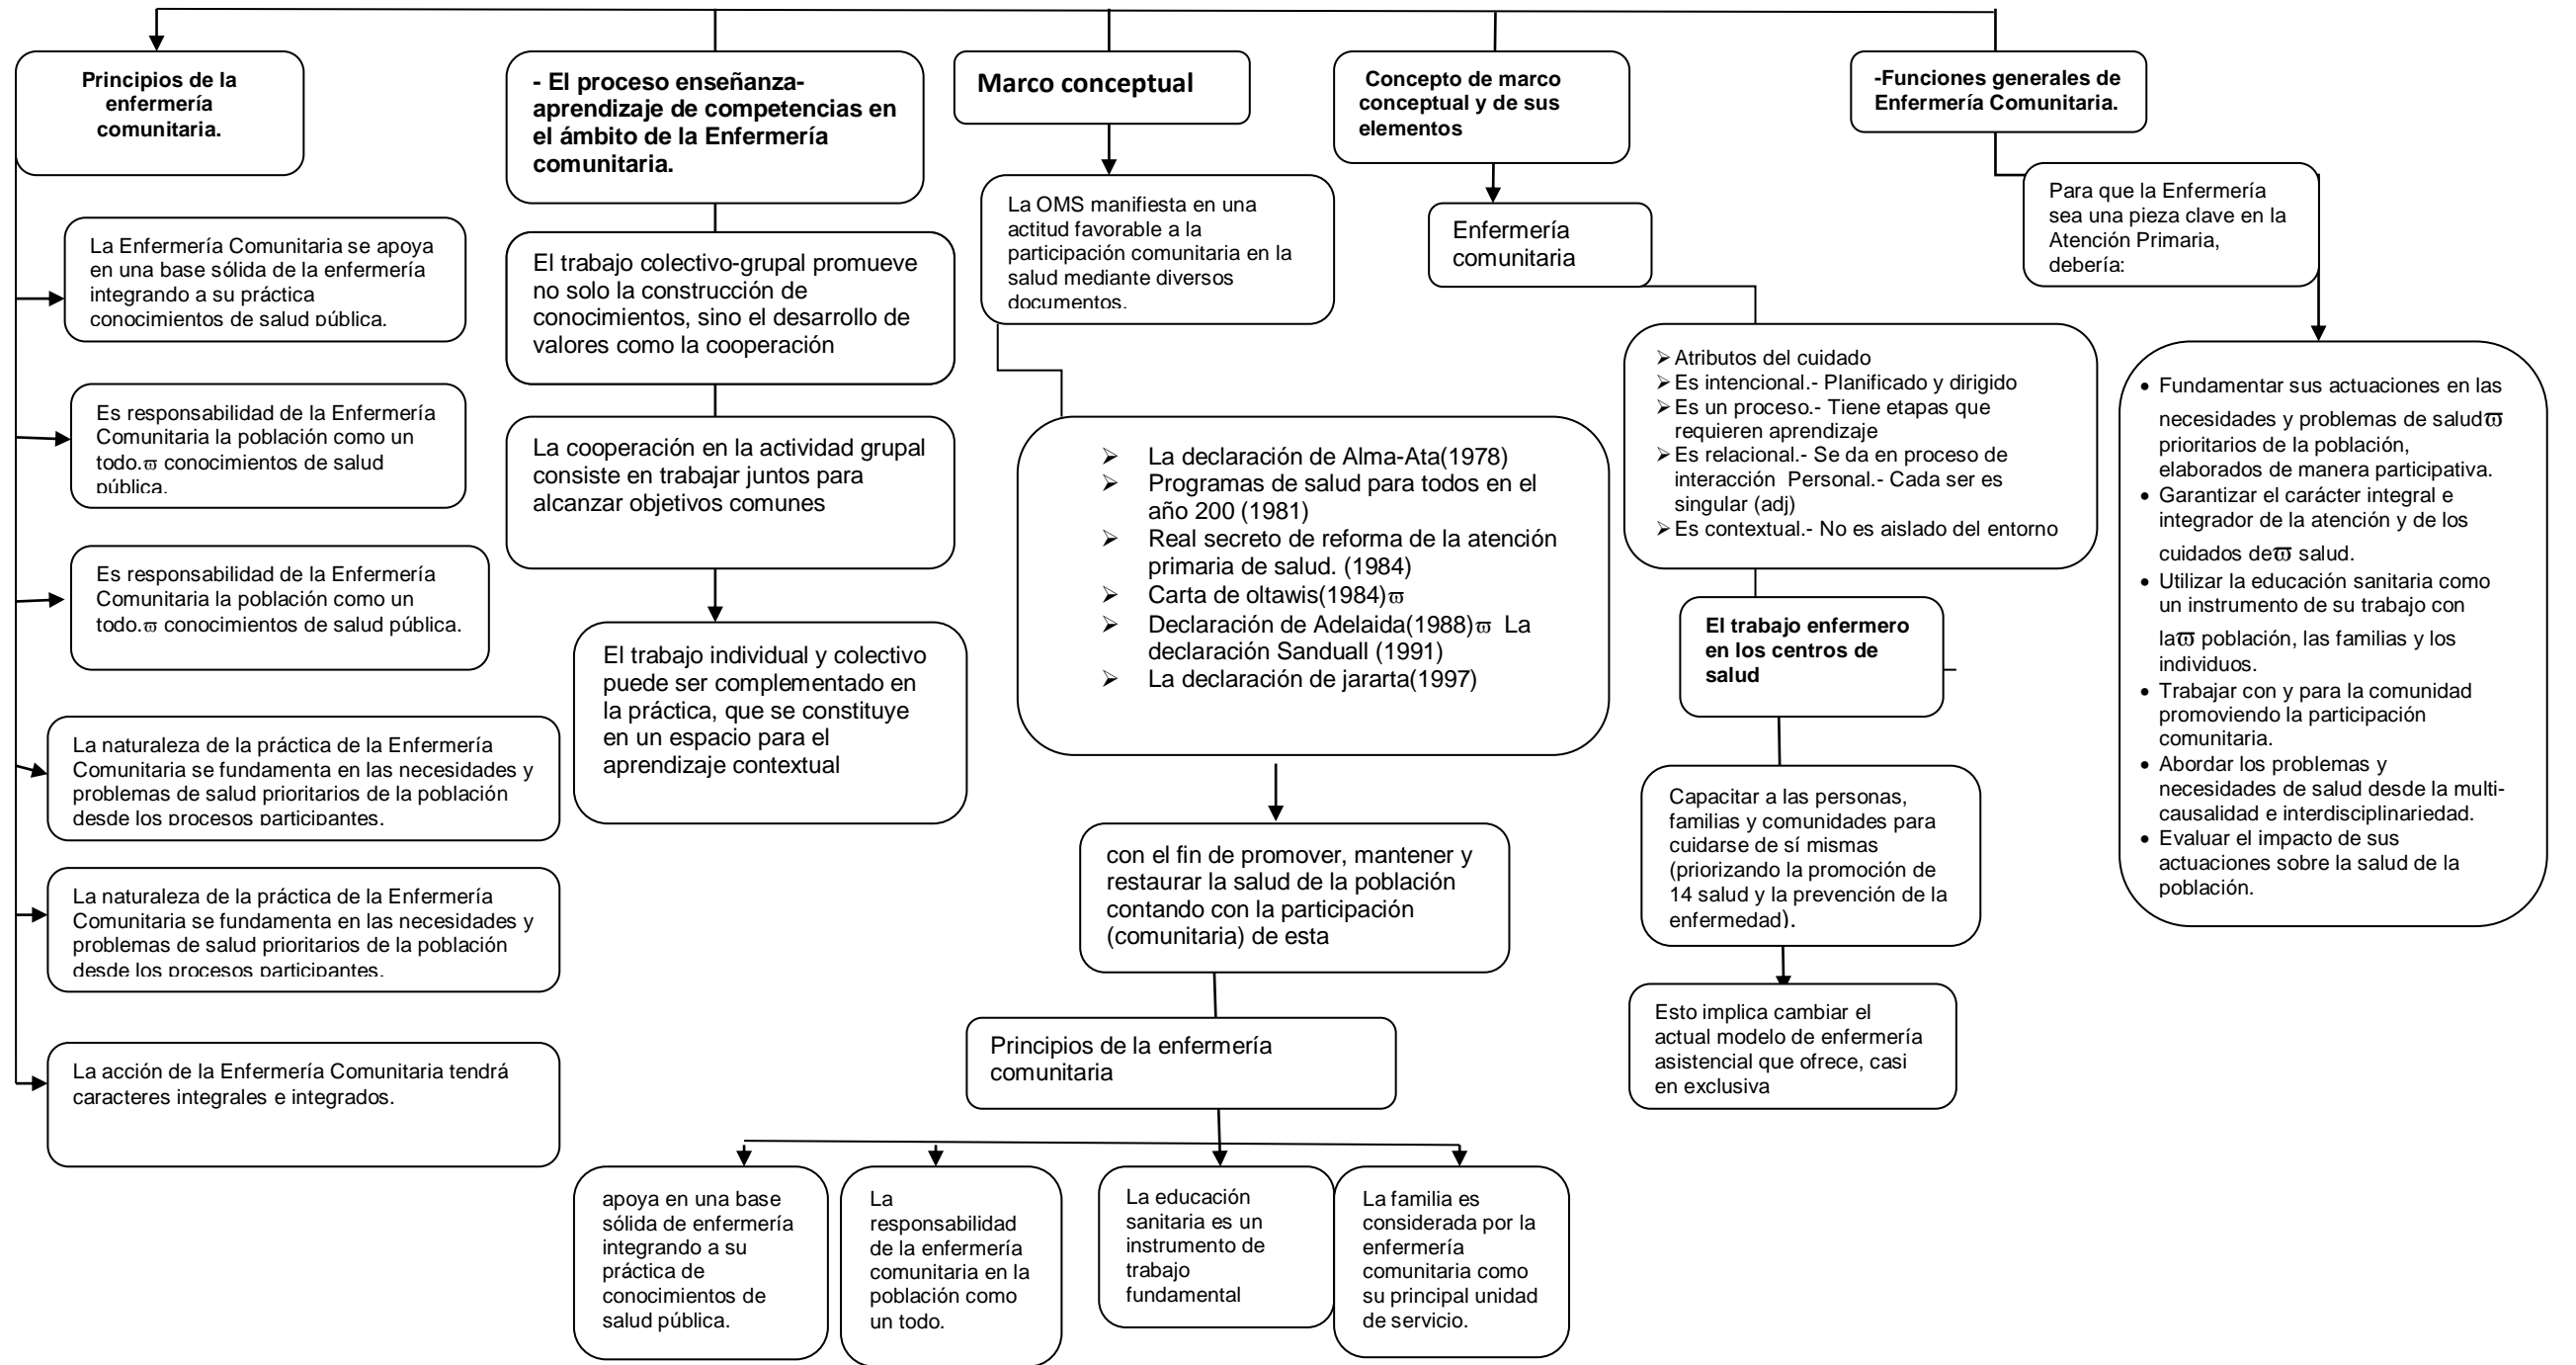 Principios de la
enfermería
comunitaria.
La Enfermería Comunitaria se apoya
en una base sólida de la enfermería
integrando a su práctica
conocimientos de salud pública.
Es responsabilidad de la Enfermería
Comunitaria la población como un
todo.ϖ conocimientos de salud
pública.
Es responsabilidad de la Enfermería
Comunitaria la población como un
todo.ϖ conocimientos de salud pública.
La naturaleza de la práctica de la Enfermería
Comunitaria se fundamenta en las necesidades y
problemas de salud prioritarios de la población
desde los procesos participantes.
La naturaleza de la práctica de la Enfermería
Comunitaria se fundamenta en las necesidades y
problemas de salud prioritarios de la población
desde los procesos participantes.
La acción de la Enfermería Comunitaria tendrá
caracteres integrales e integrados.
- El proceso enseñanza-
aprendizaje de competencias en
el ámbito de la Enfermería
comunitaria.
El trabajo colectivo-grupal promueve
no solo la construcción de
conocimientos, sino el desarrollo de
valores como la cooperación
La cooperación en la actividad grupal
consiste en trabajar juntos para
alcanzar objetivos comunes
El trabajo individual y colectivo
puede ser complementado en
la práctica, que se constituye
en un espacio para el
aprendizaje contextual
Marco conceptual
La OMS manifiesta en una
actitud favorable a la
participación comunitaria en la
salud mediante diversos
documentos.
➢ La declaración de Alma-Ata(1978)
➢ Programas de salud para todos en el
año 200 (1981)
➢ Real secreto de reforma de la atención
primaria de salud. (1984)
➢ Carta de oltawis(1984)ϖ
➢ Declaración de Adelaida(1988)ϖ La
declaración Sanduall (1991)
➢ La declaración de jararta(1997)
con el fin de promover, mantener y
restaurar la salud de la población
contando con la participación
(comunitaria) de esta
Principios de la enfermería
comunitaria
apoya en una base
sólida de enfermería
integrando a su
práctica de
conocimientos de
salud pública.
La
responsabilidad
de la enfermería
comunitaria en la
población como
un todo.
La educación
sanitaria es un
instrumento de
trabajo
fundamental
La familia es
considerada por la
enfermería
comunitaria como
su principal unidad
de servicio.
Concepto de marco
conceptual y de sus
elementos
Enfermería
comunitaria
➢ Atributos del cuidado
➢ Es intencional.- Planificado y dirigido
➢ Es un proceso.- Tiene etapas que
requieren aprendizaje
➢ Es relacional.- Se da en proceso de
interacción Personal.- Cada ser es
singular (adj)
➢ Es contextual.- No es aislado del entorno
El trabajo enfermero
en los centros de
salud
Capacitar a las personas,
familias y comunidades para
cuidarse de sí mismas
(priorizando la promoción de
14 salud y la prevención de la
enfermedad).
Esto implica cambiar el
actual modelo de enfermería
asistencial que ofrece, casi
en exclusiva
-Funciones generales de
Enfermería Comunitaria.
Para que la Enfermería
sea una pieza clave en la
Atención Primaria,
debería:
• Fundamentar sus actuaciones en las
necesidades y problemas de saludϖ
prioritarios de la población,
elaborados de manera participativa.
• Garantizar el carácter integral e
integrador de la atención y de los
cuidados deϖ salud.
• Utilizar la educación sanitaria como
un instrumento de su trabajo con
laϖ población, las familias y los
individuos.
• Trabajar con y para la comunidad
promoviendo la participación
comunitaria.
• Abordar los problemas y
necesidades de salud desde la multi-
causalidad e interdisciplinariedad.
• Evaluar el impacto de sus
actuaciones sobre la salud de la
población.